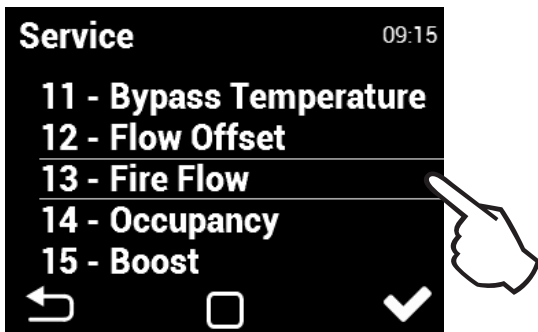 Service 09:15
11 - Bypass Temperature
12 - Flow Offset
13 - Fire Flow
14 - Occupancy
15 - Boost